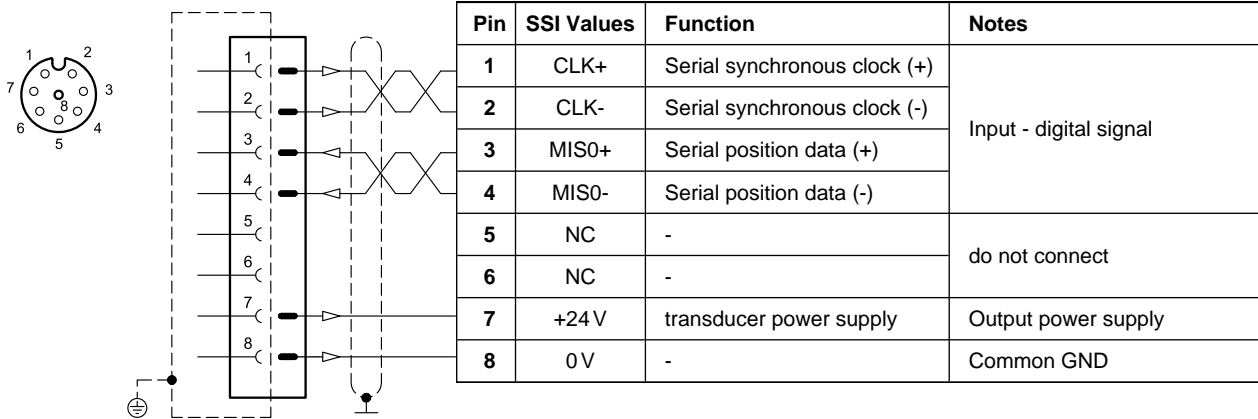 1 2
7 8 3
6 4
5
1
2
3
4
5
6
7
8
Pin SSI Values Function Notes
1 CLK+ Serial synchronous clock (+)
2 CLK- Serial synchronous clock (-)
Input - digital signal
3 MIS0+ Serial position data (+)
4 MIS0- Serial position data (-)
5 NC -
do not connect
6 NC -
7 +24 V transducer power supply Output power supply
8 0 V - Common GND